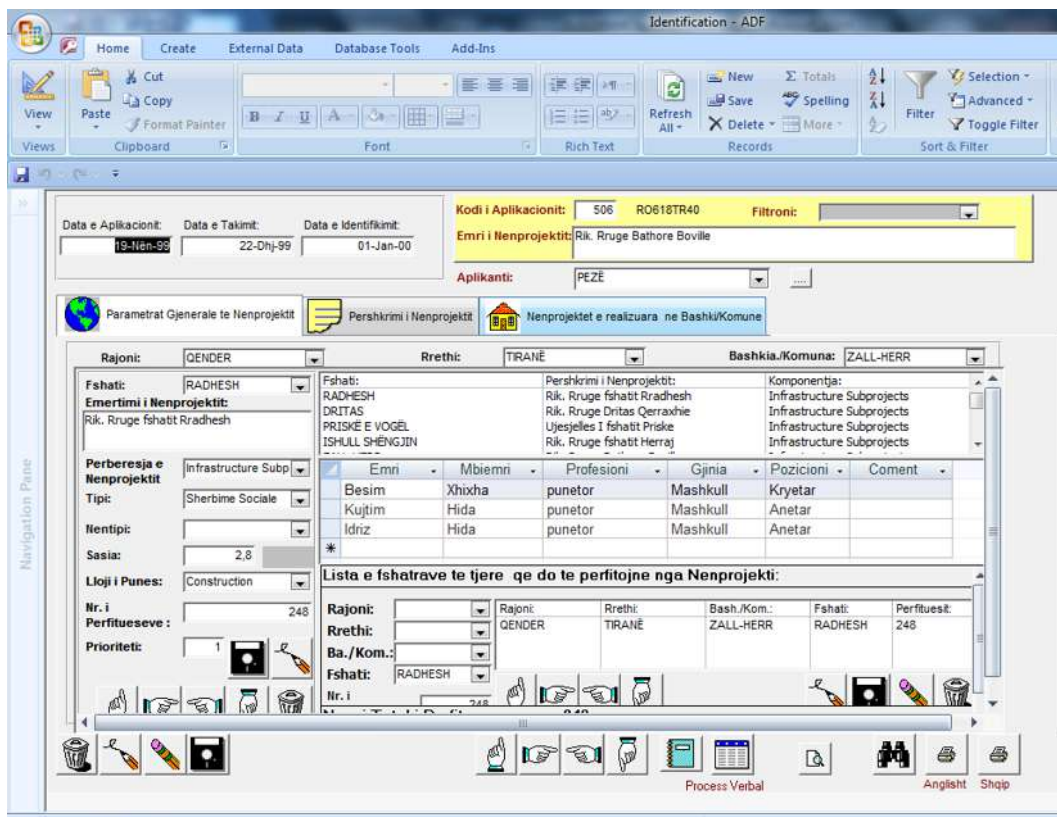 Identification - ADF
Home Create External Data Database Tools Add-Ins
View
Views
Paste
Cut
Copy
Format Painter
Clipboard
B I U
A
Font
Rich Text
Refresh All
New
Save
Delete
Σ Totals
Spelling
More
Records
Filter
Selection
Advanced
Toggle Filter
Sort & Filter
Navigation Pane
Data e Aplikacionit: Data e Takimit: Data e Identifikimit:
19-Nën-99 22-Dhj-99 01-Jan-00
Kodi i Aplikacionit: 506 RO618TR40 Filtroni:
Emri i Nenprojektit: Rik. Rruge Bathore Boville
Aplikanti: PEZË ....
Parametrat Gjenerale te Nenprojektit Pershkrimi i Nenprojektit Nenprojektet e realizuara ne Bashki/Komune
Rajoni: QENDER Rrethi: TIRANË Bashkia./Komuna: ZALL-HERR
Fshati: RADHESH
Emertimi i Nenprojektit:
Rik. Rruge fshatit Rradhesh
Perberesja e Nenprojektit Infrastructure Subp
Tipi: Sherbime Sociale
Nentipi:
Sasia: 2,8
Lloji i Punes: Construction
Nr. i Perfitueseve : 248
Prioriteti: 1
Fshati: Pershkrimi i Nenprojektit: Komponentja:
RADHESH Rik. Rruge fshatit Rradhesh Infrastructure Subprojects
DRITAS Rik. Rruge Dritas Qerraxhie Infrastructure Subprojects
PRISKË E VOGËL Ujesjelles I fshatit Priske Infrastructure Subprojects
ISHULL SHËNGJIN Rik. Rruge fshatit Herraj Infrastructure Subprojects
Emri Mbiemri Profesioni Gjinia Pozicioni Coment
Besim Xhixha punetor Mashkull Kryetar
Kujtim Hida punetor Mashkull Anetar
Idriz Hida punetor Mashkull Anetar
Lista e fshatrave te tjere qe do te perfitojne nga Nenprojekti:
Rajoni:
Rrethi:
Ba./Kom.:
Fshati: RADHESH
Nr. i
248
Rajoni: Rrethi: Bash./Kom.: Fshati: Perfituesit:
QENDER TIRANË ZALL-HERR RADHESH 248
Process Verbal
Anglisht Shqip